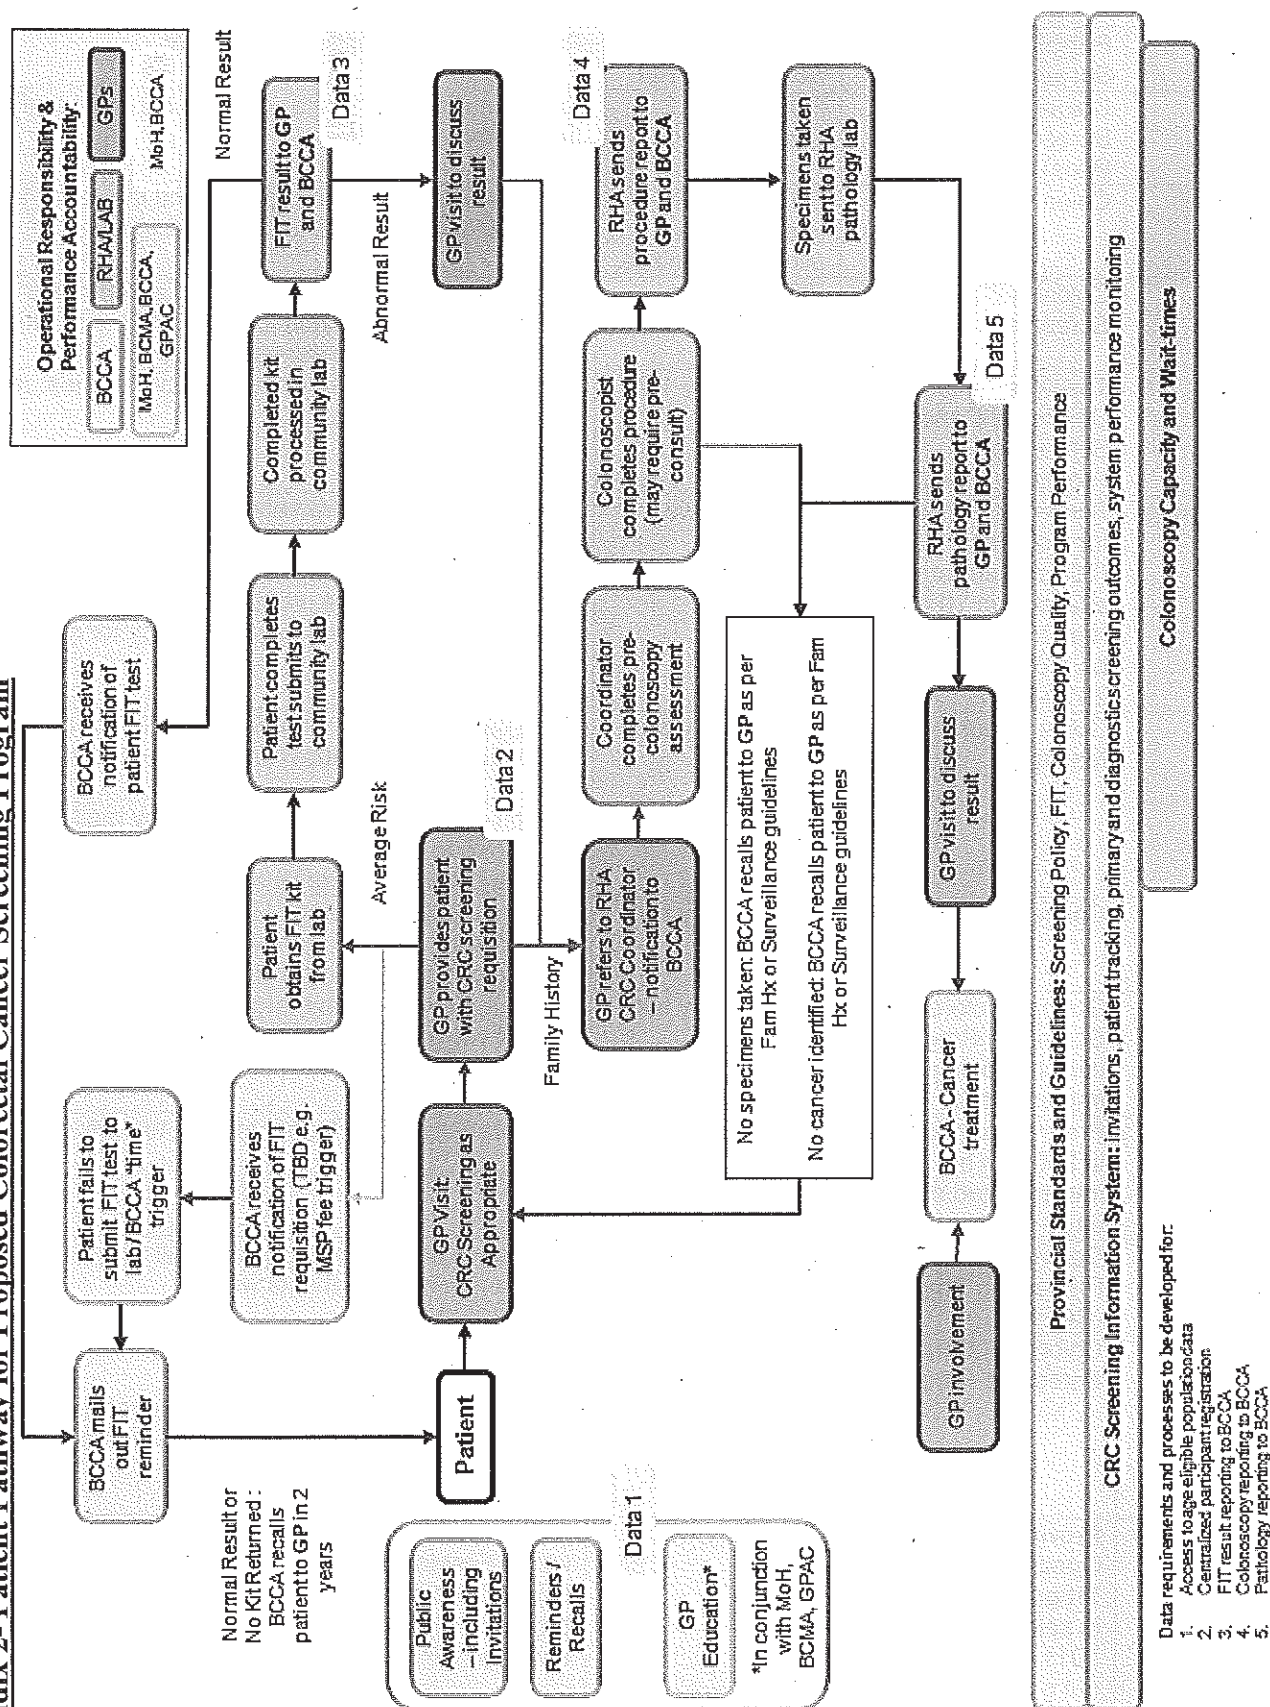 dix 2- Patient Pathway for Proposed Colorectal Cancer Screening Program
Operational Responsibility &
Performance Accountability:
BCCA
RHA/LAB
GPs
MoH, BCMA, BCCA,
GPAC
MoH, BCCA
BCCA mails
out FIT
reminder
Patient fails to
submit FIT test to
lab / BCCA "time"
trigger
BCCA receives
notification of
patient FIT test
Normal Result
Normal Result or
No Kit Returned :
BCCA recalls
patient to GP in 2
years
BCCA receives
notification of FIT
requisition (TBD e.g.
MSP fee trigger)
Patient
obtains FIT kit
from lab
Patient completes
test submits to
community lab
Completed kit
processed in
community lab
FIT result to GP
and BCCA
Data 3
Average Risk
Abnormal Result
Patient
GP Visit:
CRC Screening as
Appropriate
GP provides patient
with CRC screening
requisition
Data 2
GP visit to discuss
result
Family History
Public
Awareness
– including
Invitations
Reminders /
Recalls
Data 1
GP
Education*
*In conjunction
with MoH,
BCMA, GPAC
GP refers to RHA
CRC Coordinator
– notification to
BCCA
Coordinator
completes pre-
colonoscopy
assessment
Colonoscopist
completes procedure
(may require pre-
consult)
RHA sends
procedure report to
GP and BCCA
Data 4
No specimens taken: BCCA recalls patient to GP as per
Fam Hx or Surveillance guidelines
No cancer identified: BCCA recalls patient to GP as per Fam
Hx or Surveillance guidelines
Specimens taken
sent to RHA
pathology lab
GP involvement
BCCA - Cancer
treatment
GP visit to discuss
result
RHA sends
pathology report to
GP and BCCA
Data 5
Provincial Standards and Guidelines: Screening Policy, FIT, Colonoscopy Quality, Program Performance
CRC Screening Information System: invitations, patient tracking, primary and diagnostics screening outcomes, system performance monitoring
Colonoscopy Capacity and Wait-times
Data requirements and processes to be developed for:
1. Access to age eligible population data
2. Centralized participant registration
3. FIT result reporting to BCCA
4. Colonoscopy reporting to BCCA
5. Pathology reporting to BCCA